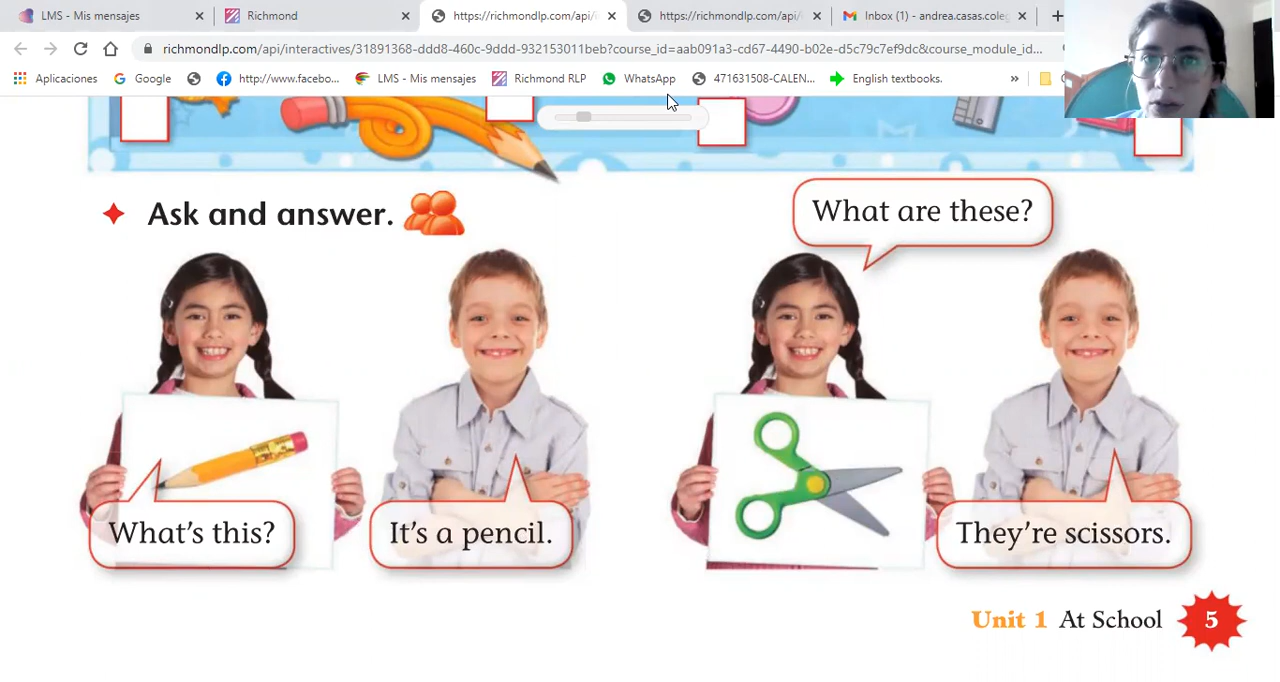 LMS - Mis mensajes
Richmond
https://richmondlp.com/api/i
https://richmondlp.com/api/i
Inbox (1) - andrea.casas.coleg
richmondlp.com/api/interactives/31891368-ddd8-460c-9ddd-932153011beb?course_id=aab091a3-cd67-4490-b02e-d5c79c7ef9dc&course_module_id...
Aplicaciones
Google
http://www.facebo...
LMS - Mis mensajes
Richmond RLP
WhatsApp
471631508-CALEN...
English textbooks.
»
Ask and answer.
What are these?
What's this?
It's a pencil.
They're scissors.
Unit 1 At School
5